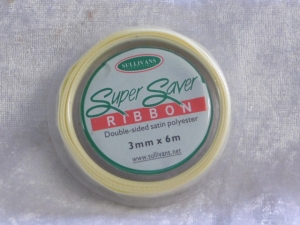 SULLIVANS
Super Saver
RIBBON
Double-sided satin polyester
3mm x 6m
www.sullivans.net